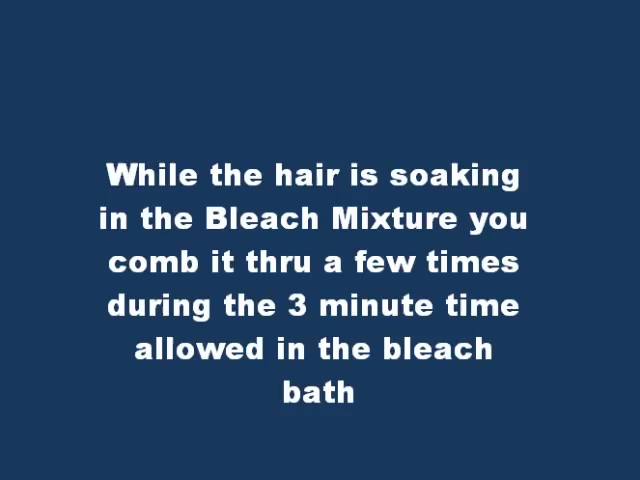 While the hair is soaking
in the Bleach Mixture you
comb it thru a few times
during the 3 minute time
allowed in the bleach
bath